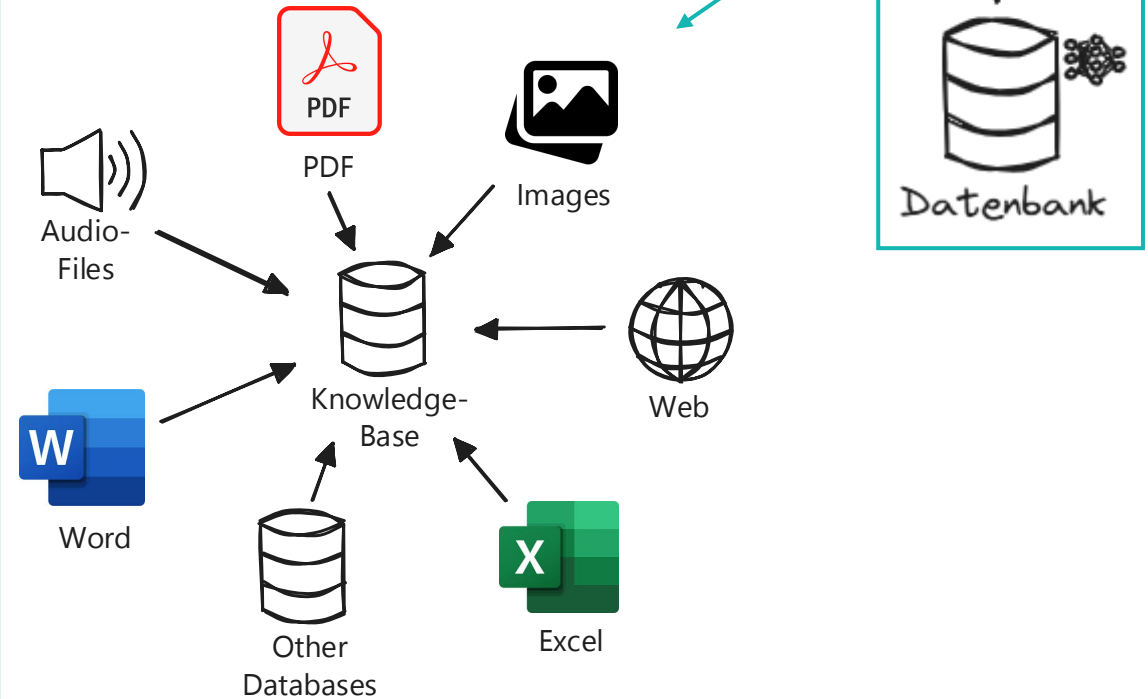 PDF
PDF
Images
Audio-
Files
Datenbank
Knowledge-
Base
Web
W
Word
X
Excel
Other
Databases